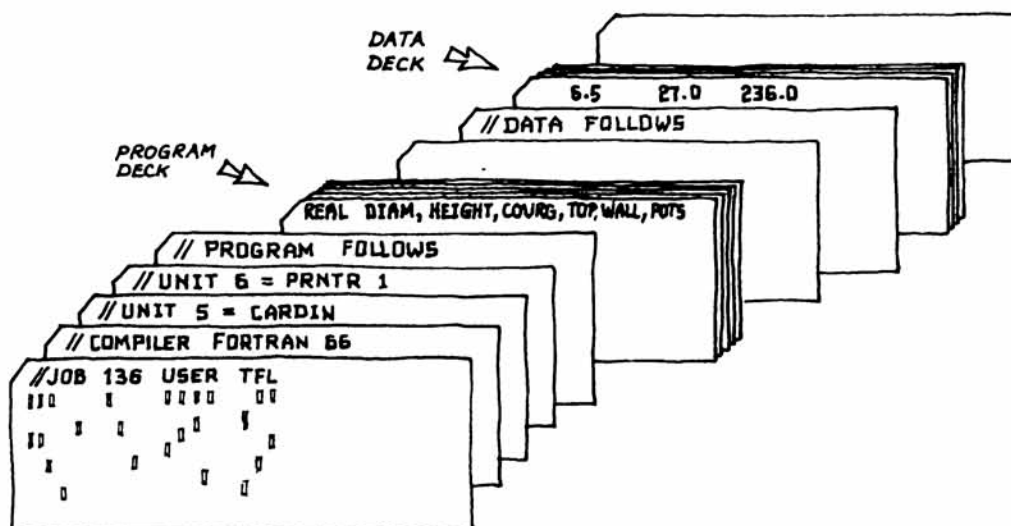 DATA
DECK
6.5 27.0 236.0
// DATA FOLLOWS
PROGRAM
DECK
REAL DIAM, HEIGHT, COURG, TOP, WALL, POTS
// PROGRAM FOLLOWS
// UNIT 6 = PRNTR 1
// UNIT 5 = CARDIN
// COMPILER FORTRAN 66
//JOB 136 USER TFL